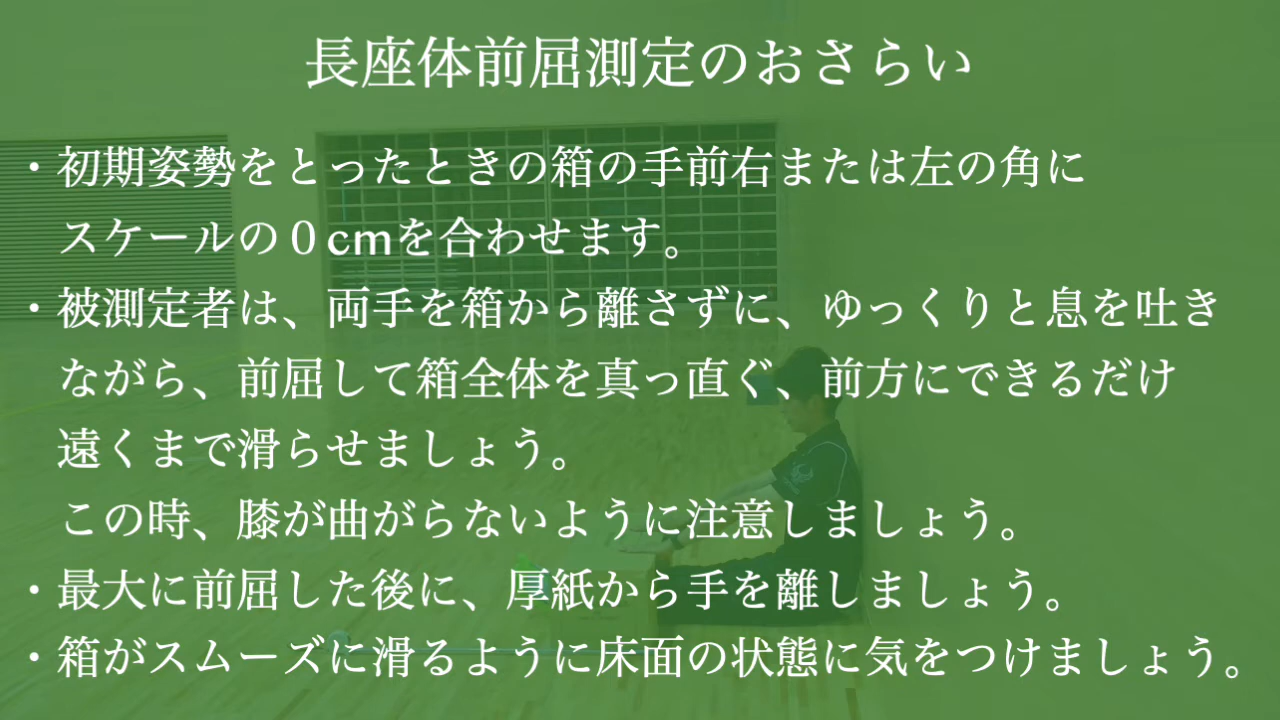 長座体前屈測定のおさらい
・初期姿勢をとったときの箱の手前右または左の角に
スケールの０cmを合わせます。
・被測定者は、両手を箱から離さずに、ゆっくりと息を吐き
ながら、前屈して箱全体を真っ直ぐ、前方にできるだけ
遠くまで滑らせましょう。
この時、膝が曲がらないように注意しましょう。
・最大に前屈した後に、厚紙から手を離しましょう。
・箱がスムーズに滑るように床面の状態に気をつけましょう。